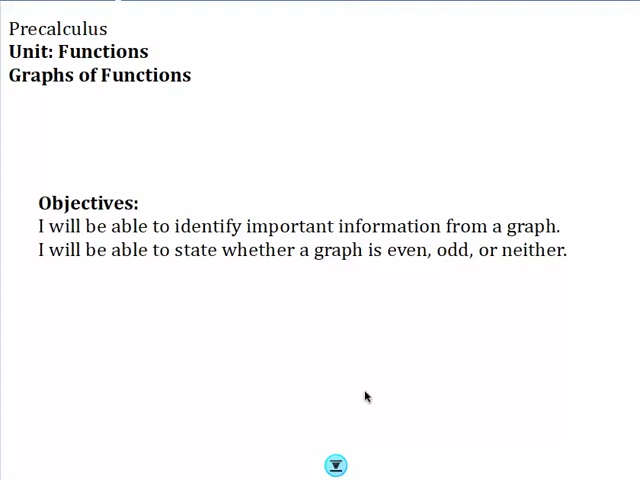 Precalculus
Unit: Functions
Graphs of Functions
Objectives:
I will be able to identify important information from a graph.
I will be able to state whether a graph is even, odd, or neither.